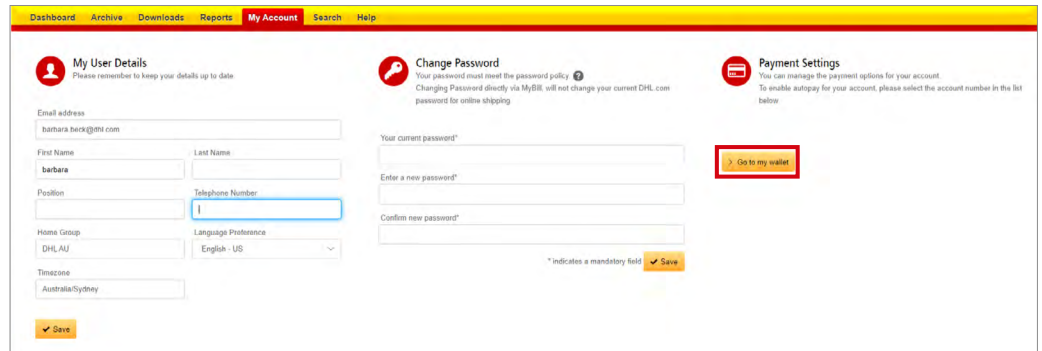 Dashboard Archive Downloads Reports My Account Search Help
My User Details
Please remember to keep your details up to date
Email address
barbara.beck@dhl.com
First Name Last Name
barbara
Position Telephone Number
Home Group Language Preference
DHL AU English - US
Timezone
Australia/Sydney
Save
Change Password
Your password must meet the password policy ?
Changing Password directly via MyBill, will not change your current DHL.com
password for online shipping
Your current password*
Enter a new password*
Confirm new password*
* indicates a mandatory field Save
Payment Settings
You can manage the payment options for your account.
To enable autopay for your account, please select the account number in the list
below
> Go to my wallet